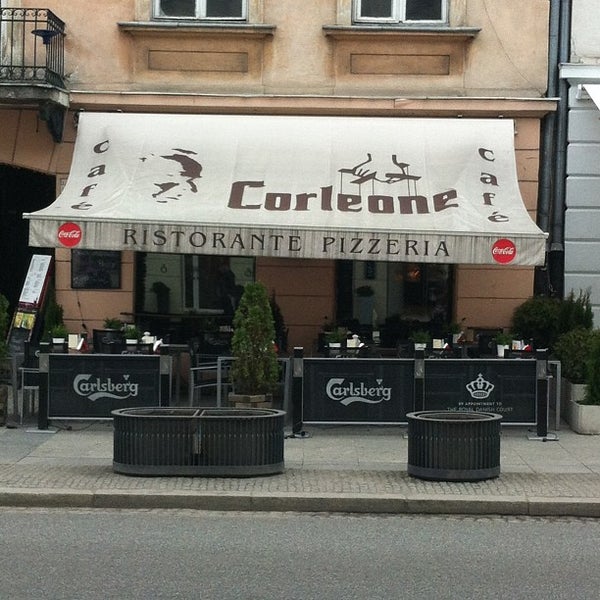 café
Corleone
café
Coca-Cola
RISTORANTE PIZZERIA
Coca-Cola
Carlsberg
Carlsberg
BY APPOINTMENT TO
THE ROYAL DANISH COURT